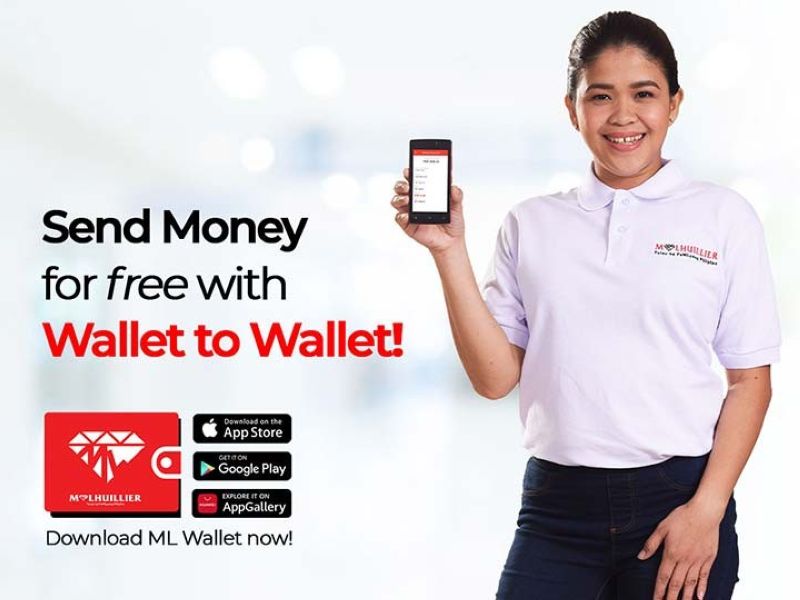 Send Money
for free with
Wallet to Wallet!
M LHUILLIER
Download on the
App Store
GET IT ON
Google Play
EXPLORE IT ON
AppGallery
Download ML Wallet now!
M LHUILLIER